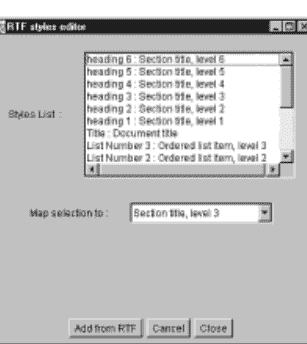 RTF styles editor
heading 6 : Section title, level 6
heading 5 : Section title, level 5
heading 4 : Section title, level 4
heading 3 : Section title, level 3
heading 2 : Section title, level 2
heading 1 : Section title, level 1
Title : Document title
List Number 3 : Ordered list item, level 3
List Number 2 : Ordered list item, level 2
Styles List :
Map selection to :
Section title, level 3
Add from RTF
Cancel
Close